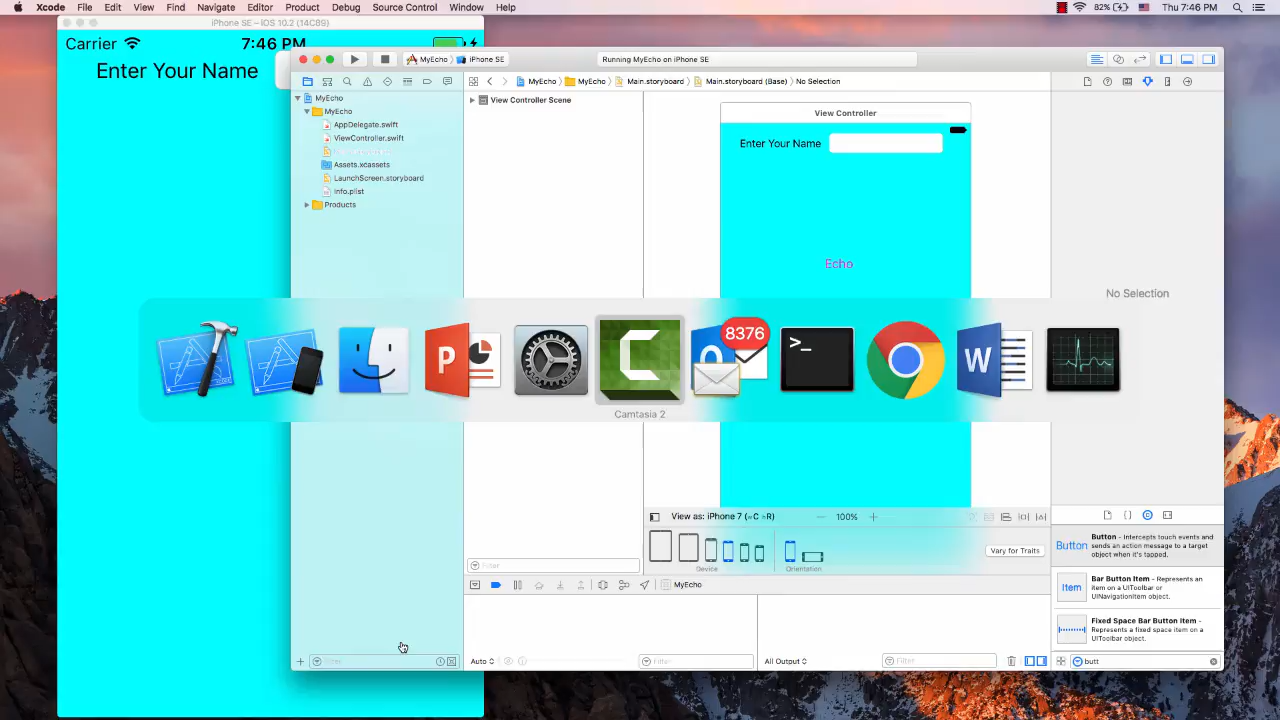 Xcode File Edit View Find Navigate Editor Product Debug Source Control Window Help
82% Thu 7:46 PM
iPhone SE – iOS 10.2 (14C89)
Carrier 7:46 PM
Enter Your Name
MyEcho iPhone SE
Running MyEcho on iPhone SE
MyEcho MyEcho Main.storyboard Main.storyboard (Base) No Selection
MyEcho
MyEcho
AppDelegate.swift
ViewController.swift
Assets.xcassets
LaunchScreen.storyboard
Info.plist
Products
View Controller Scene
View Controller
Enter Your Name
Echo
No Selection
8376
P
C
O
>_
W
Camtasia 2
View as: iPhone 7 (wC hR)
100%
Device
Orientation
Vary for Traits
Filter
MyEcho
Auto
Filter
All Output
Filter
Filter
Button
Button - Intercepts touch events and
sends an action message to a target
object when it's tapped.
Item
Bar Button Item - Represents an
item on a UIToolbar or
UINavigationItem object.
Fixed Space Bar Button Item -
Represents a fixed space item on a
UIToolbar object.
butt